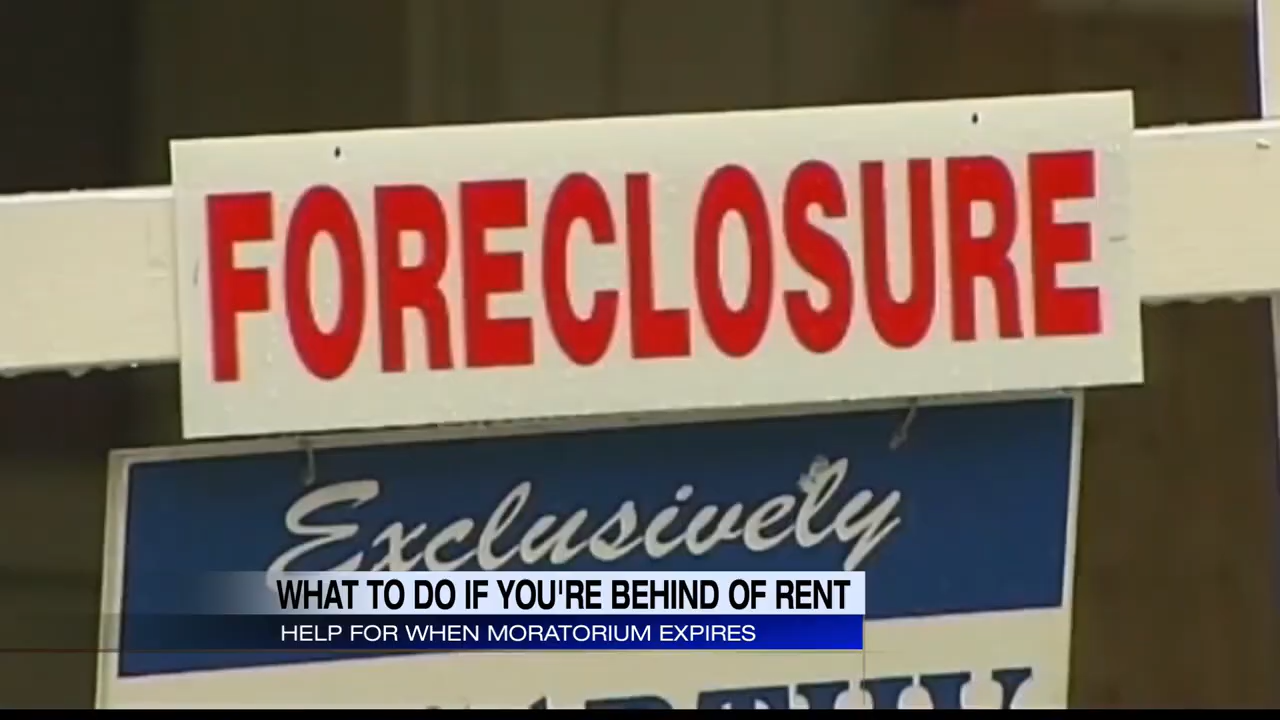 FORECLOSURE
Exclusively
WHAT TO DO IF YOU'RE BEHIND OF RENT
HELP FOR WHEN MORATORIUM EXPIRES